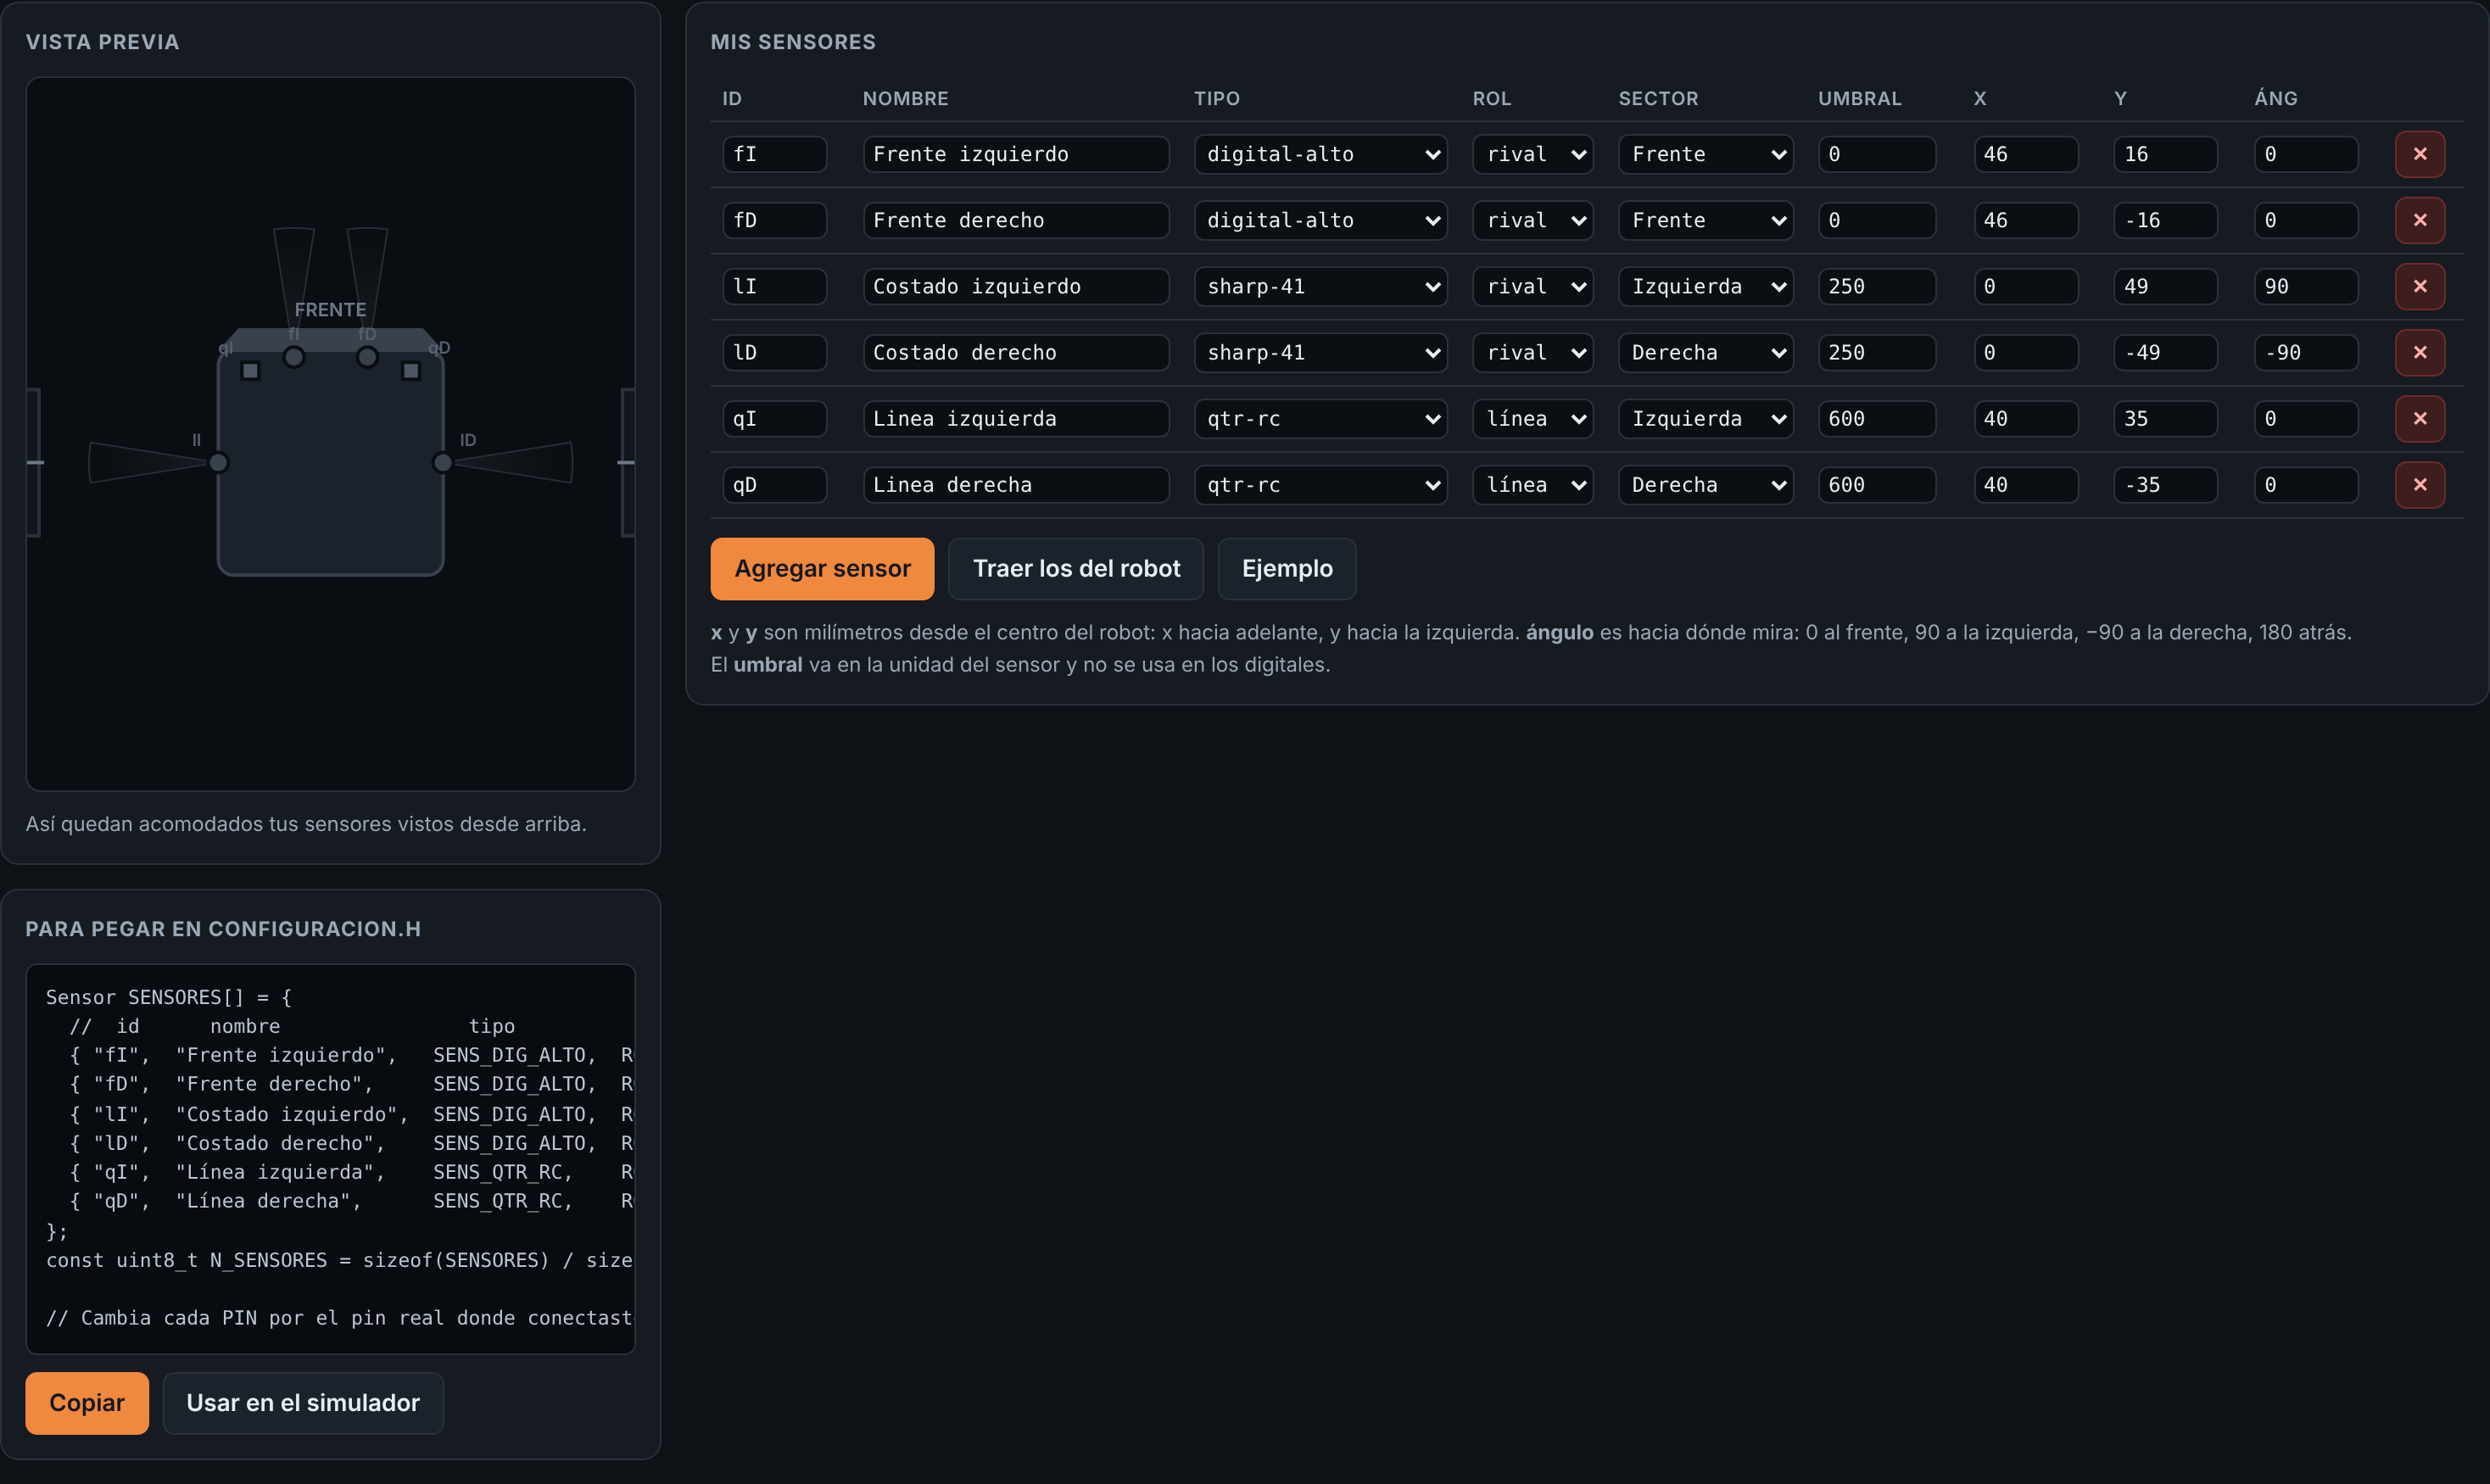 VISTA PREVIA
FRENTE
fI fD
qI qD
lI lD
Así quedan acomodados tus sensores vistos desde arriba.
PARA PEGAR EN CONFIGURACION.H
Sensor SENSORES[] = {
// id nombre tipo
{ "fI", "Frente izquierdo", SENS_DIG_ALTO, R
{ "fD", "Frente derecho", SENS_DIG_ALTO, R
{ "lI", "Costado izquierdo", SENS_DIG_ALTO, R
{ "lD", "Costado derecho", SENS_DIG_ALTO, R
{ "qI", "Línea izquierda", SENS_QTR_RC, R
{ "qD", "Línea derecha", SENS_QTR_RC, R
};
const uint8_t N_SENSORES = sizeof(SENSORES) / size
// Cambia cada PIN por el pin real donde conectast
Copiar Usar en el simulador
MIS SENSORES
ID NOMBRE TIPO ROL SECTOR UMBRAL X Y ÁNG
fI Frente izquierdo digital-alto rival Frente 0 46 16 0 ×
fD Frente derecho digital-alto rival Frente 0 46 -16 0 ×
lI Costado izquierdo sharp-41 rival Izquierda 250 0 49 90 ×
lD Costado derecho sharp-41 rival Derecha 250 0 -49 -90 ×
qI Linea izquierda qtr-rc línea Izquierda 600 40 35 0 ×
qD Linea derecha qtr-rc línea Derecha 600 40 -35 0 ×
Agregar sensor Traer los del robot Ejemplo
x y y son milímetros desde el centro del robot: x hacia adelante, y hacia la izquierda. ángulo es hacia dónde mira: 0 al frente, 90 a la izquierda, −90 a la derecha, 180 atrás.
El umbral va en la unidad del sensor y no se usa en los digitales.